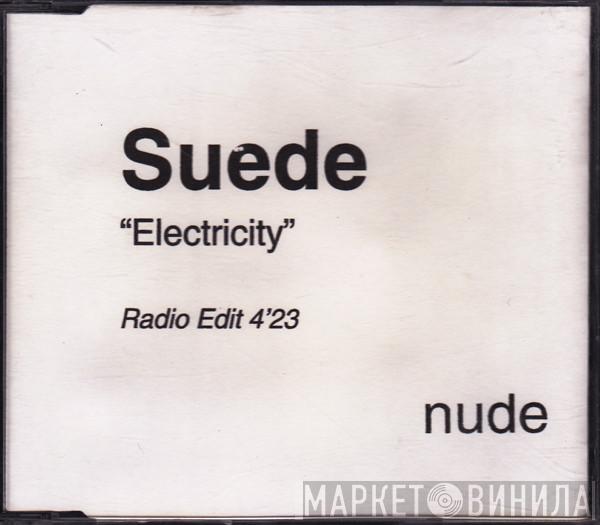 Suede
“Electricity”
Radio Edit 4'23
nude
МАРКЕТ ВИНИЛА